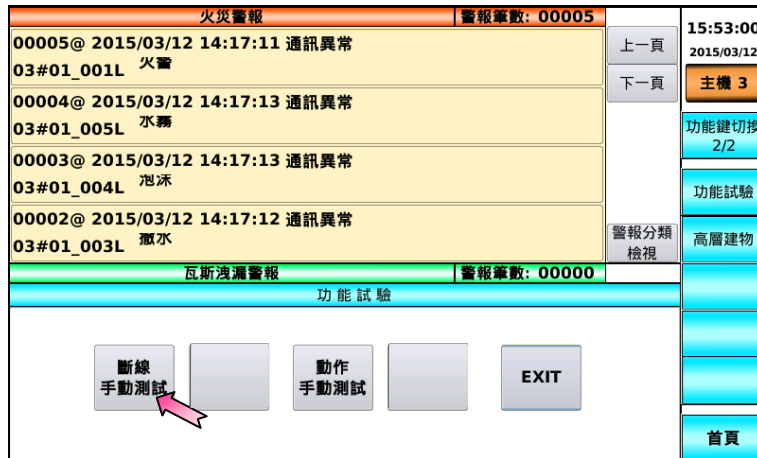 火災警報 警報筆數: 00005
00005@ 2015/03/12 14:17:11 通訊異常
03#01_001L 火警
00004@ 2015/03/12 14:17:13 通訊異常
03#01_005L 水霧
00003@ 2015/03/12 14:17:13 通訊異常
03#01_004L 泡沫
00002@ 2015/03/12 14:17:12 通訊異常
03#01_003L 撒水
上一頁
下一頁
警報分類
檢視
瓦斯洩漏警報 警報筆數: 00000
功能試驗
斷線
手動測試
動作
手動測試
EXIT
15:53:00
2015/03/12
主機 3
功能鍵切換
2/2
功能試驗
高層建物
首頁